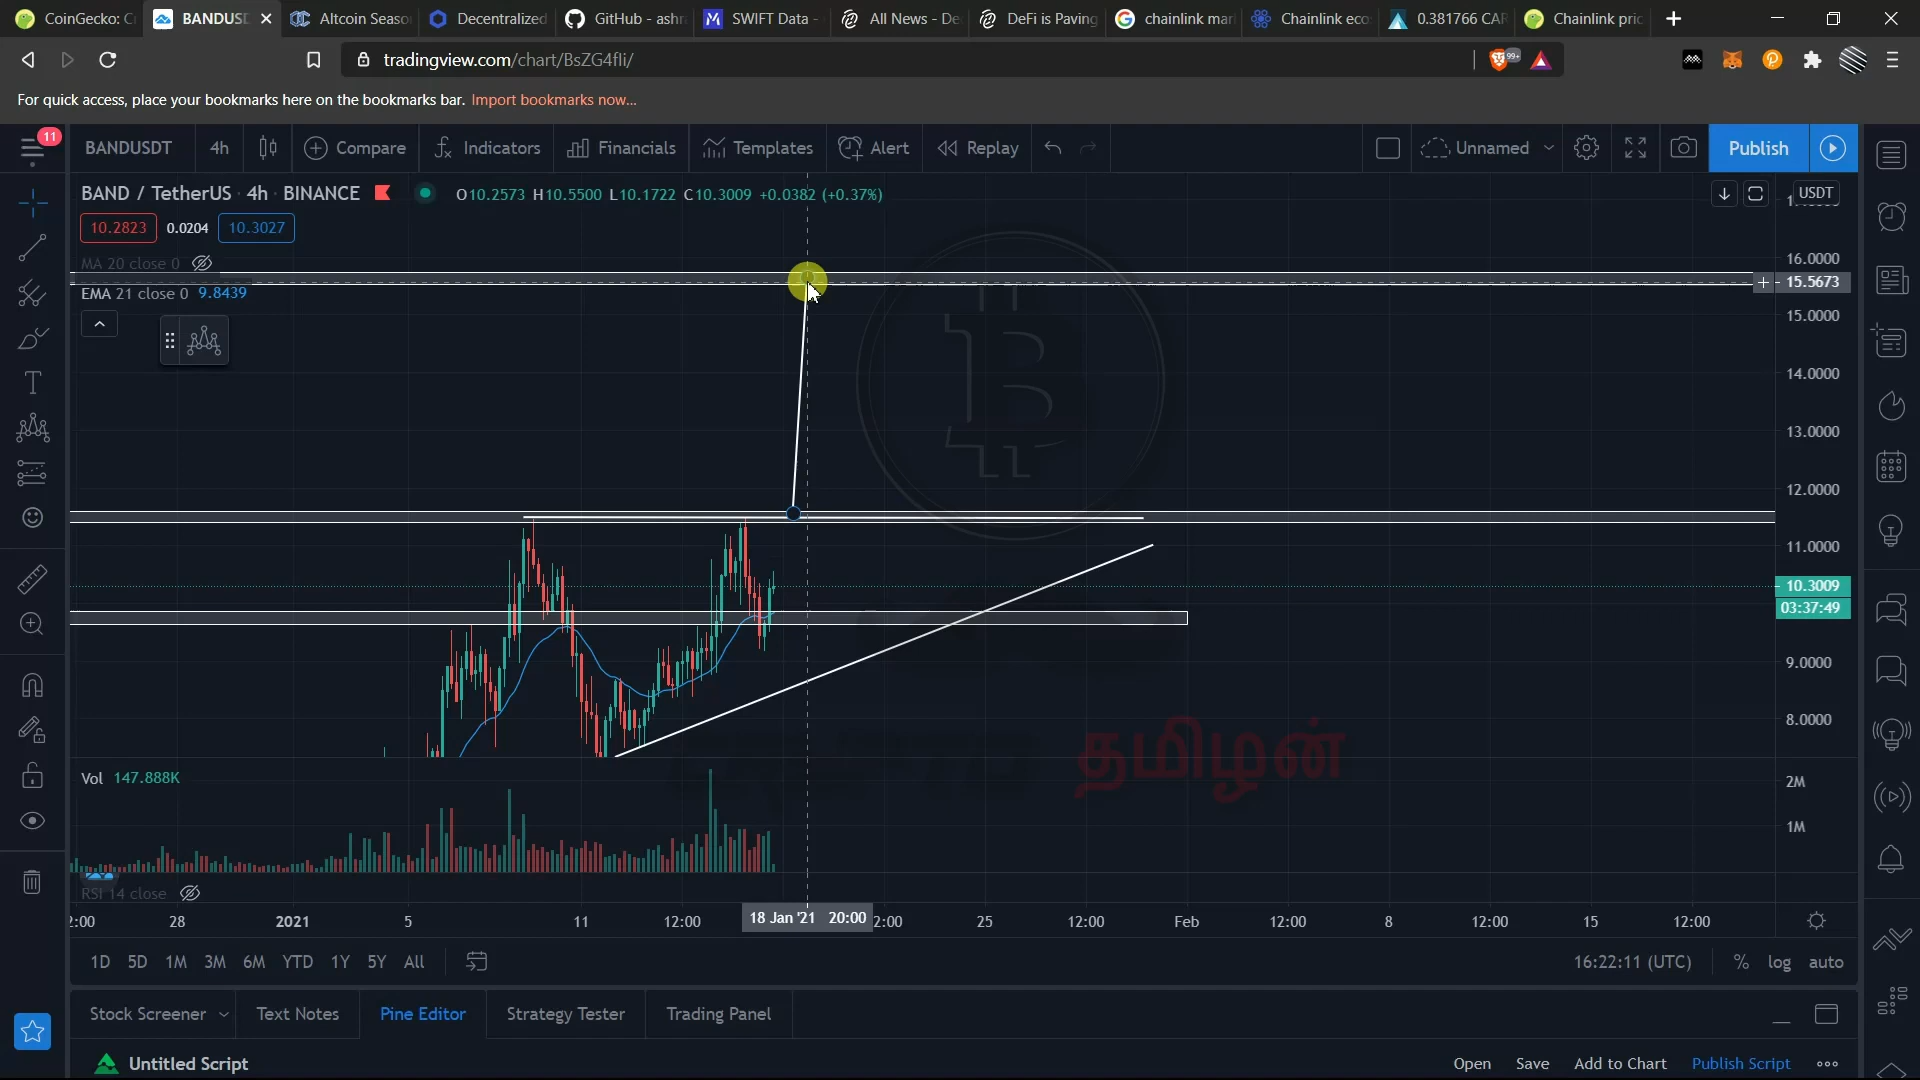 CoinGecko: C BANDUSD Altcoin Seaso Decentralized GitHub - ashr SWIFT Data - All News - De DeFi is Paving chainlink mar Chainlink eco 0.381766 CAR Chainlink pric
tradingview.com/chart/BsZG4fli/ 99+
For quick access, place your bookmarks here on the bookmarks bar. Import bookmarks now...
11 BANDUSDT 4h Compare Indicators Financials Templates Alert Replay Unnamed Publish
BAND / TetherUS · 4h · BINANCE O10.2573 H10.5500 L10.1722 C10.3009 +0.0382 (+0.37%) USDT
10.2823 0.0204 10.3027
MA 20 close 0
16.0000
15.5673
EMA 21 close 0 9.8439
15.0000
14.0000
13.0000
12.0000
11.0000
10.3009
03:37:49
9.0000
8.0000
தமிழன்
Vol 147.888K
2M
1M
RSI 14 close
2:00 28 2021 5 11 12:00 18 Jan '21 20:00 2:00 25 12:00 Feb 12:00 8 12:00 15 12:00
1D 5D 1M 3M 6M YTD 1Y 5Y All 16:22:11 (UTC) % log auto
Stock Screener Text Notes Pine Editor Strategy Tester Trading Panel
Untitled Script Open Save Add to Chart Publish Script